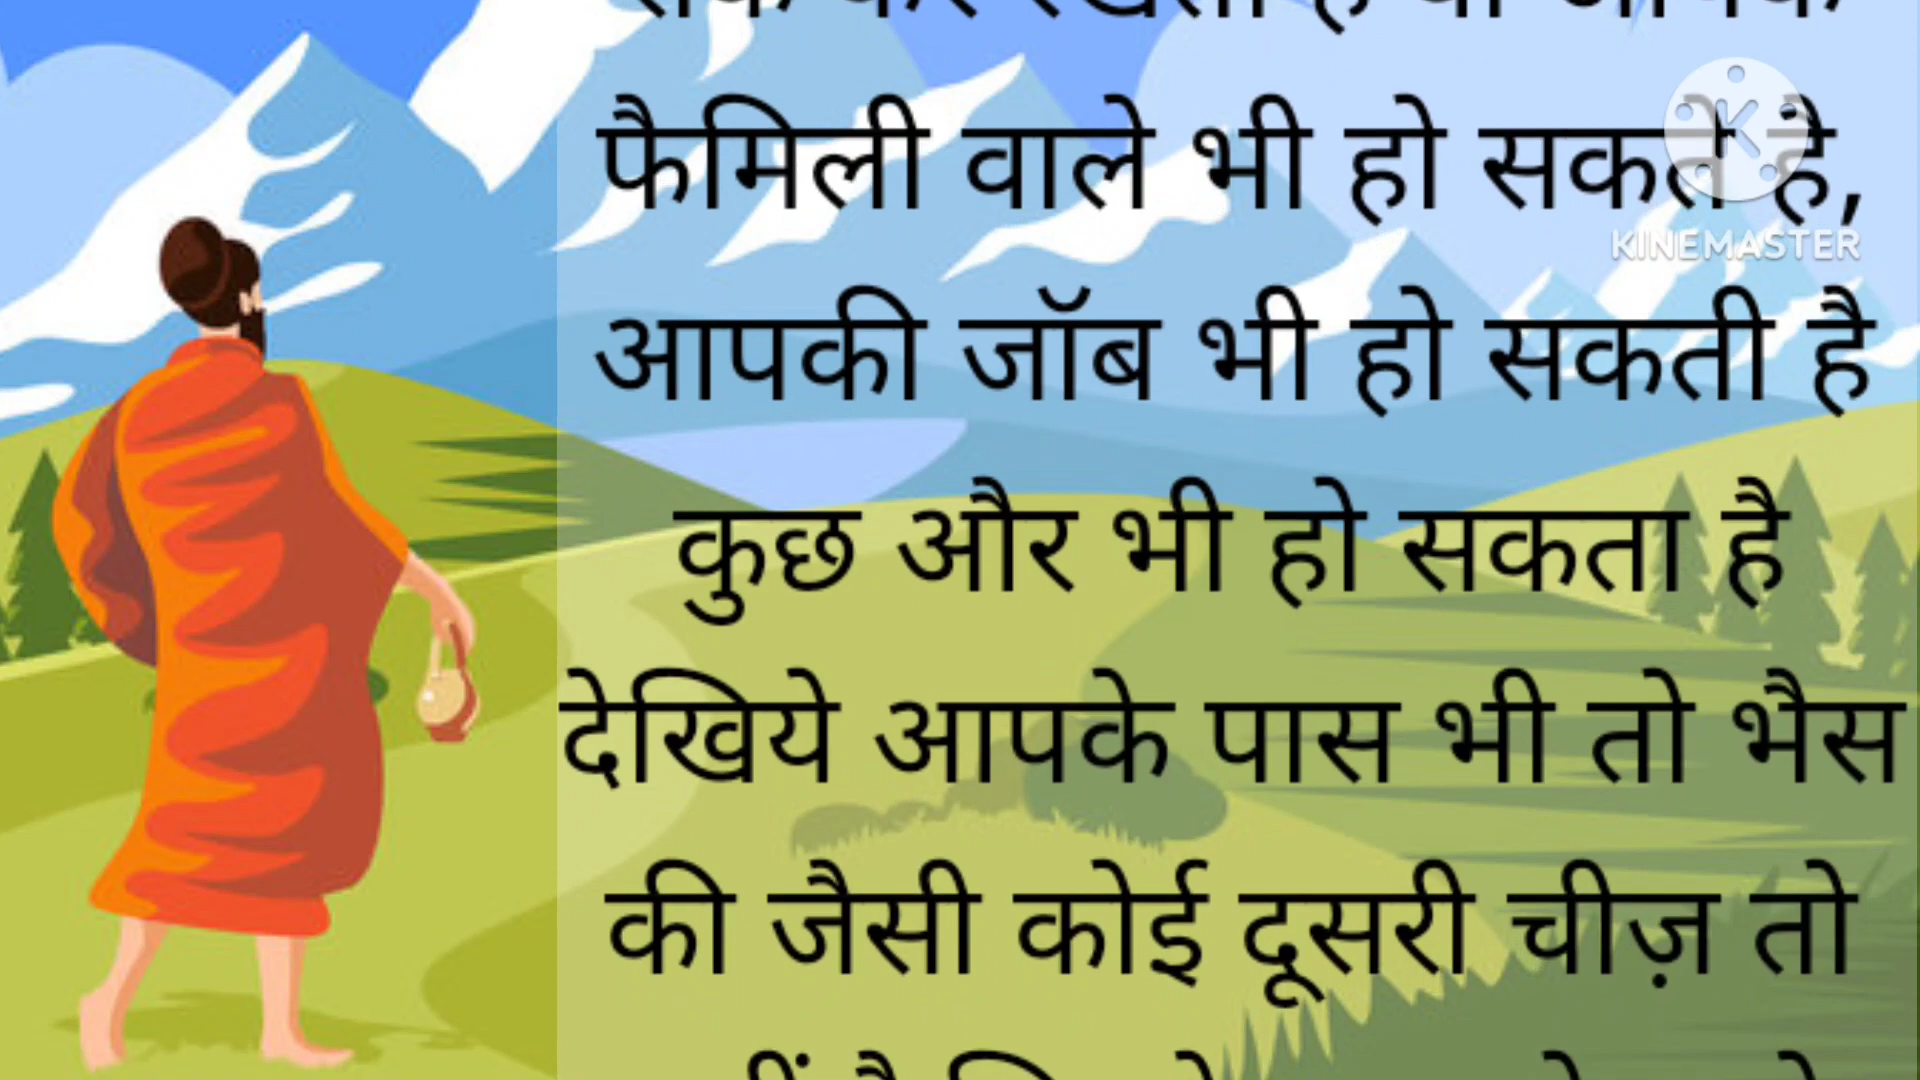 फैमिली वाले भी हो सकते है,
KINEMASTER
आपकी जॉब भी हो सकती है
कुछ और भी हो सकता है
देखिये आपके पास भी तो भैस
की जैसी कोई दूसरी चीज़ तो